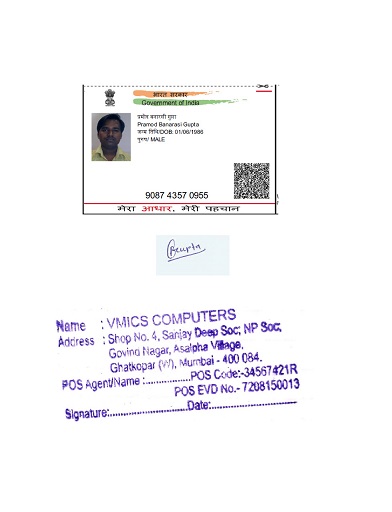 भारत सरकार
Government of India
प्रमोद बनारसी गुप्ता
Pramod Banarasi Gupta
जन्म तिथि/DOB: 01/06/1986
पुरुष/ MALE
9087 4357 0955
मेरा आधार, मेरी पहचान
BGupta
Name : VMICS COMPUTERS
Address : Shop No. 4, Sanjay Deep Soc, NP Soc,
Govind Nagar, Asalpha Village,
Ghatkopar (W), Mumbai - 400 084.
POS Agent/Name :..................POS Code:-34567421R
POS EVD No.- 7208150013
Signature:.............................Date:.............................